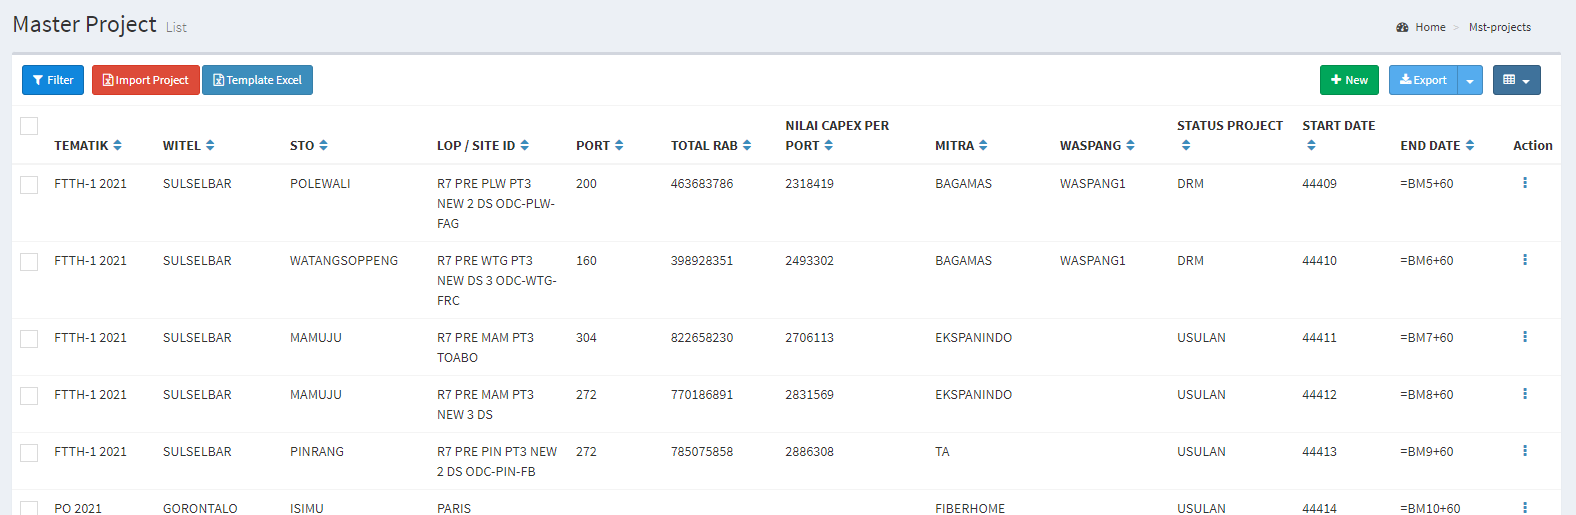 Master Project List
Home > Mst-projects
Filter Import Project Template Excel
New Export
TEMATIK WITEL STO LOP / SITE ID PORT TOTAL RAB NILAI CAPEX PER PORT MITRA WASPANG STATUS PROJECT START DATE END DATE Action
FTTH-1 2021 SULSELBAR POLEWALI R7 PRE PLW PT3 200 463683786 2318419 BAGAMAS WASPANG1 DRM 44409 =BM5+60
NEW 2 DS ODC-PLW-
FAG
FTTH-1 2021 SULSELBAR WATANGSOPPENG R7 PRE WTG PT3 160 398928351 2493302 BAGAMAS WASPANG1 DRM 44410 =BM6+60
NEW DS 3 ODC-WTG-
FRC
FTTH-1 2021 SULSELBAR MAMUJU R7 PRE MAM PT3 304 822658230 2706113 EKSPANINDO USULAN 44411 =BM7+60
TOABO
FTTH-1 2021 SULSELBAR MAMUJU R7 PRE MAM PT3 272 770186891 2831569 EKSPANINDO USULAN 44412 =BM8+60
NEW 3 DS
FTTH-1 2021 SULSELBAR PINRANG R7 PRE PIN PT3 NEW 272 785075858 2886308 TA USULAN 44413 =BM9+60
2 DS ODC-PIN-FB
PO 2021 GORONTALO ISIMU PARIS FIBERHOME USULAN 44414 =BM10+60